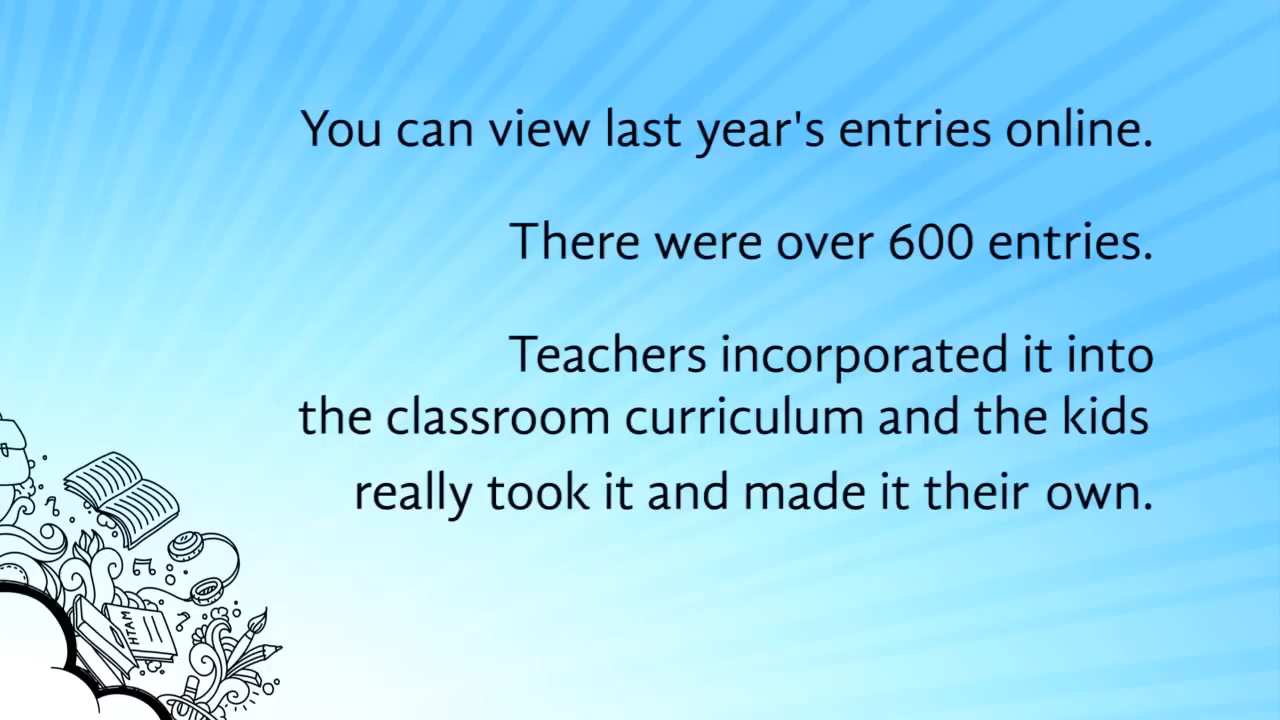 You can view last year's entries online.
There were over 600 entries.
Teachers incorporated it into
the classroom curriculum and the kids
really took it and made it their own.
MATH